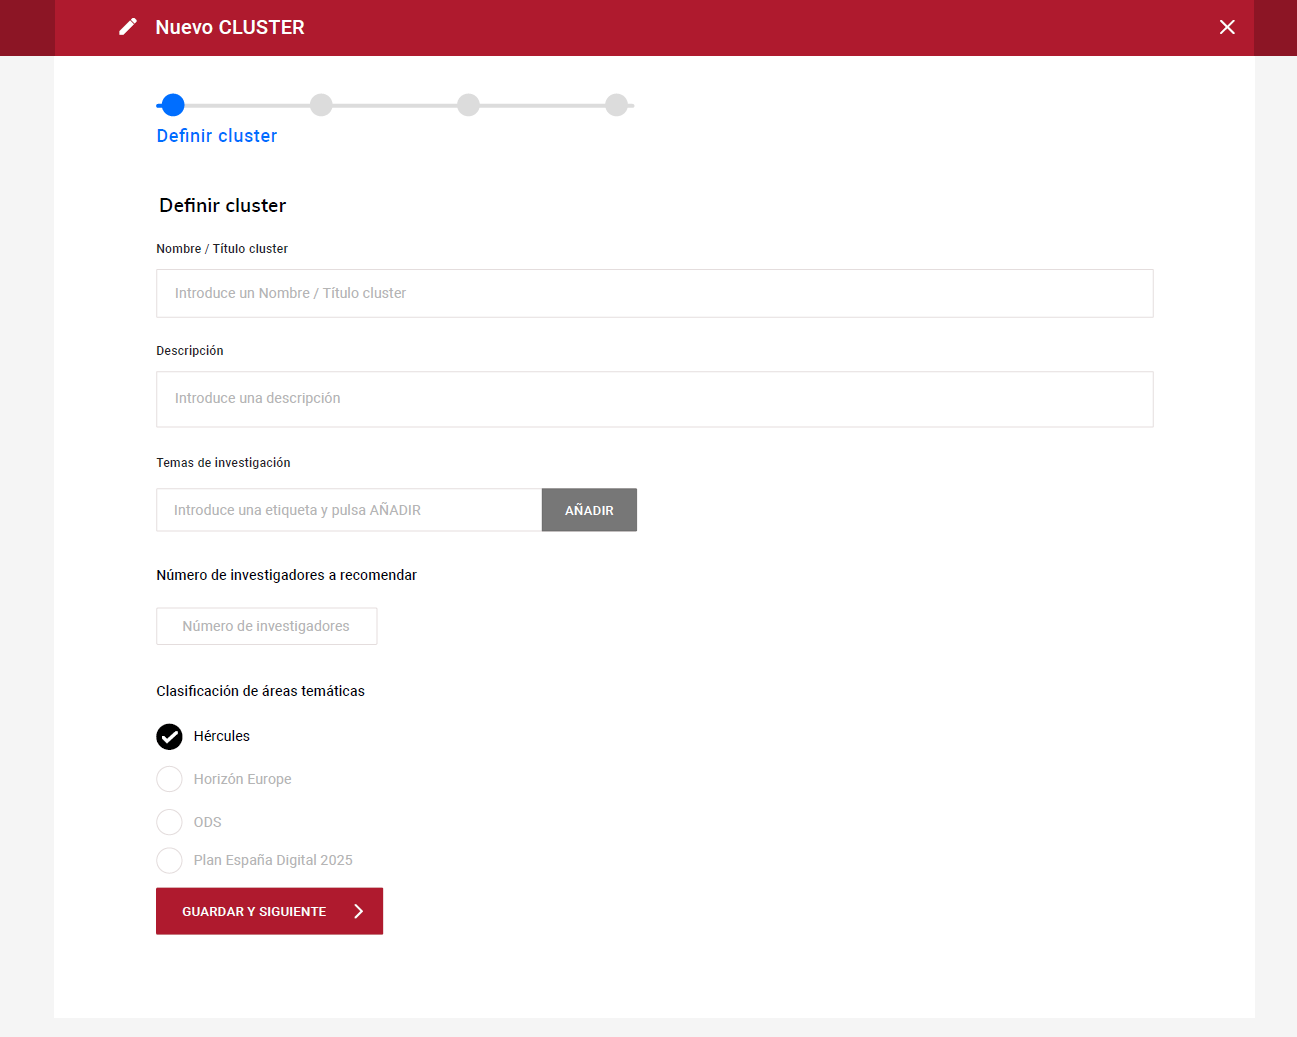 Nuevo CLUSTER
Definir cluster
Definir cluster
Nombre / Título cluster
Introduce un Nombre / Título cluster
Descripción
Introduce una descripción
Temas de investigación
Introduce una etiqueta y pulsa AÑADIR
AÑADIR
Número de investigadores a recomendar
Número de investigadores
Clasificación de áreas temáticas
Hércules
Horizón Europe
ODS
Plan España Digital 2025
GUARDAR Y SIGUIENTE